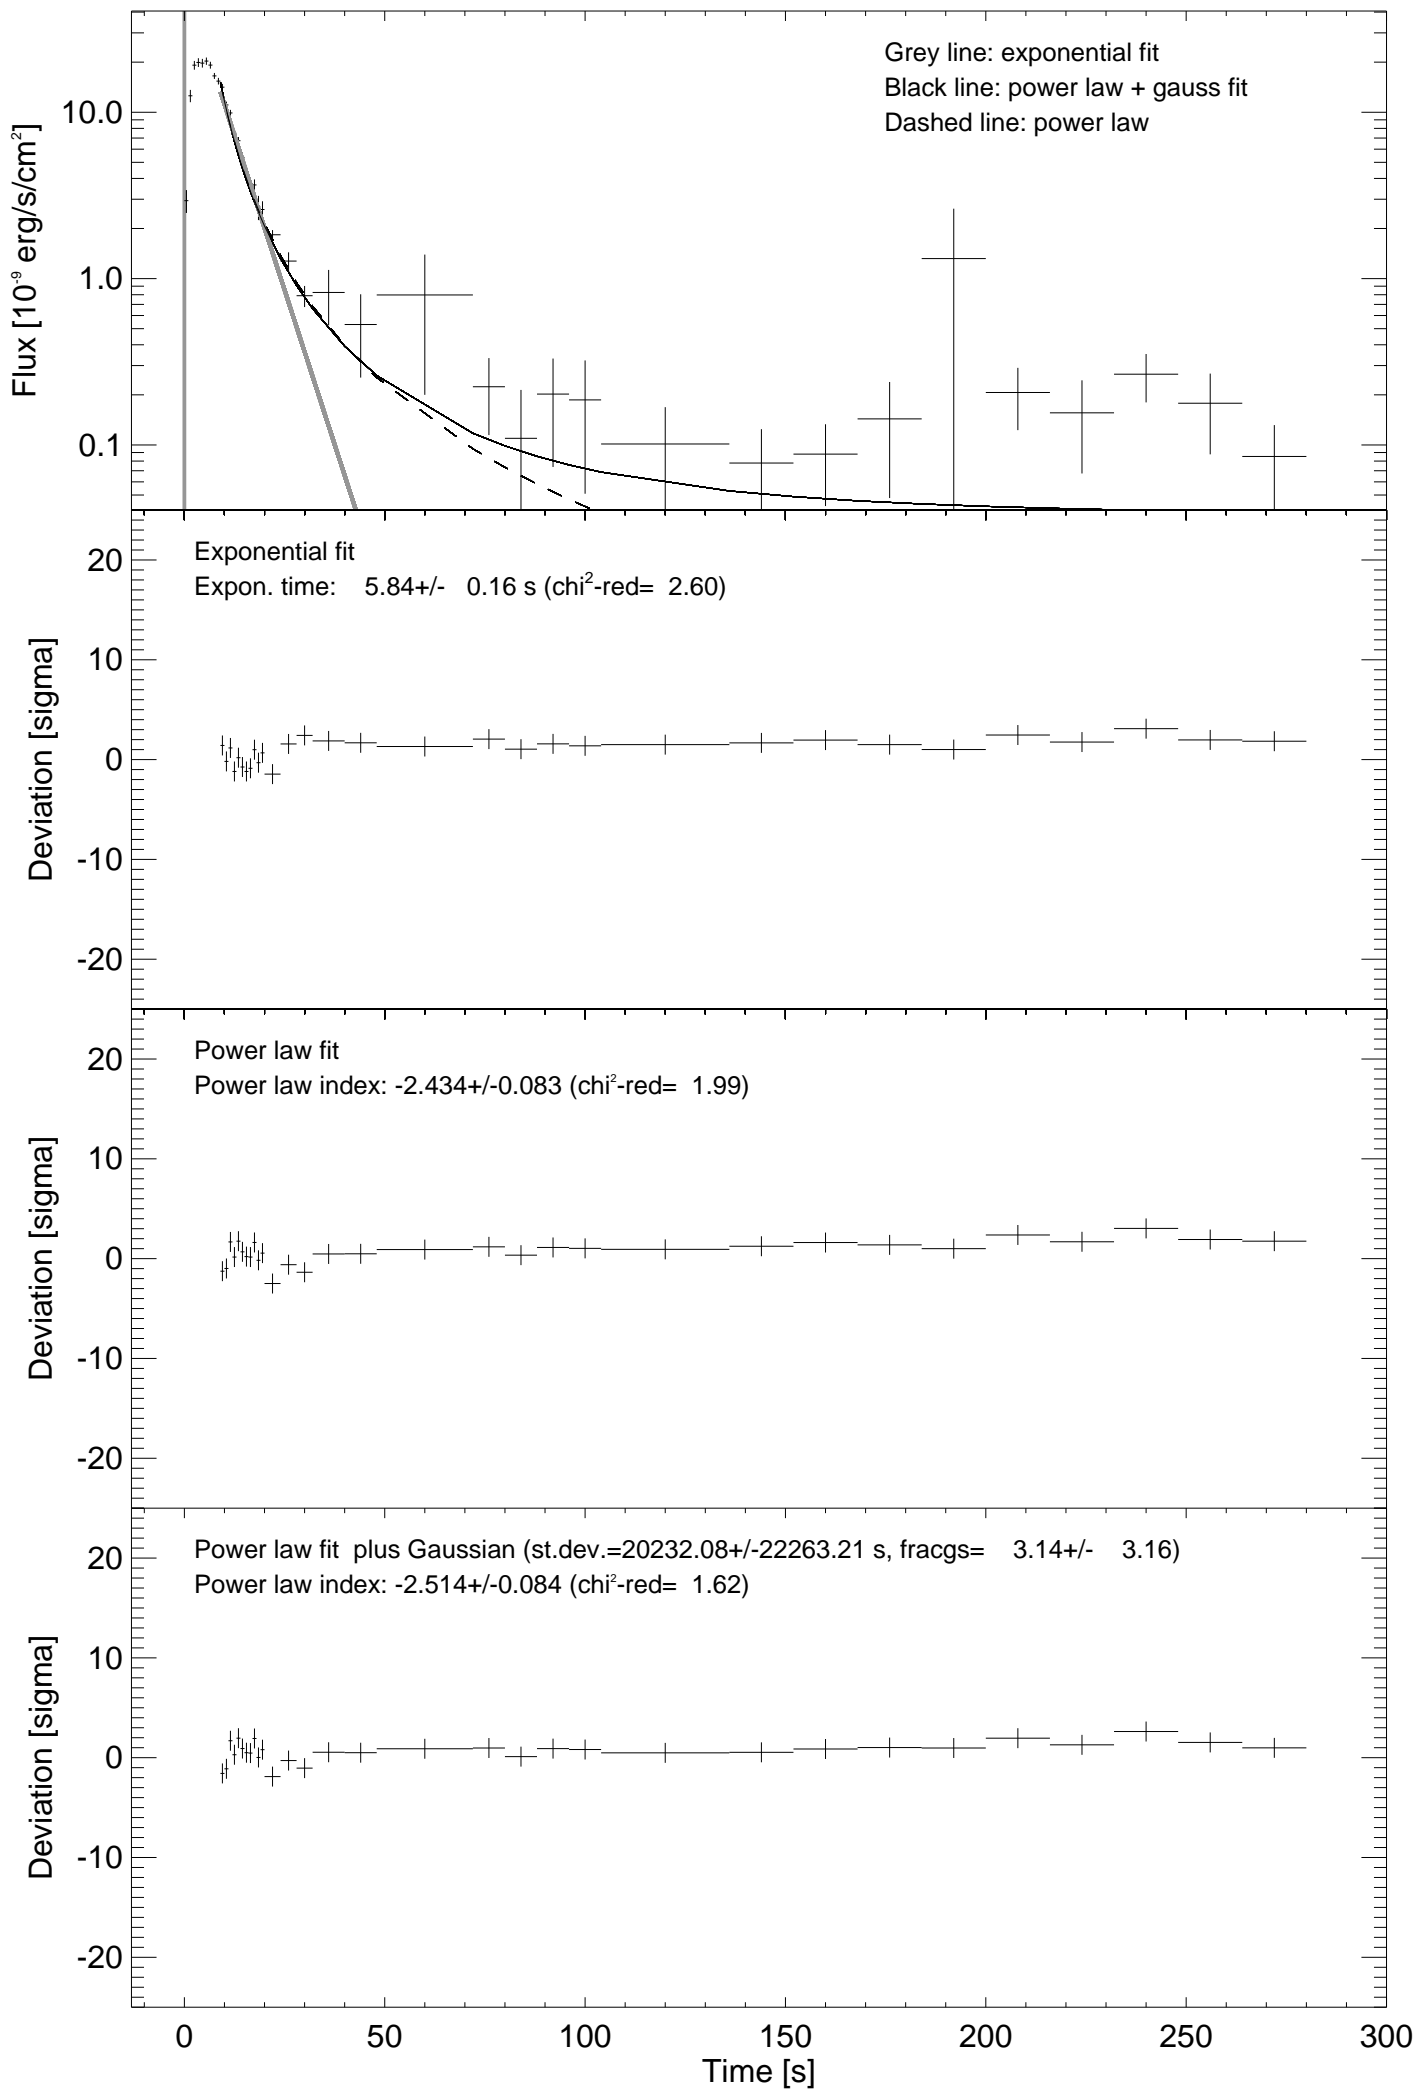 Grey line: exponential fit
Black line: power law + gauss fit
Dashed line: power law
Flux [10⁻⁹ erg/s/cm²]
10.0
1.0
0.1
Exponential fit
Expon. time: 5.84+/- 0.16 s (chi²-red= 2.60)
Deviation [sigma]
20
10
0
-10
-20
Power law fit
Power law index: -2.434+/-0.083 (chi²-red= 1.99)
Deviation [sigma]
20
10
0
-10
-20
Power law fit plus Gaussian (st.dev.=20232.08+/-22263.21 s, fracgs= 3.14+/- 3.16)
Power law index: -2.514+/-0.084 (chi²-red= 1.62)
Deviation [sigma]
20
10
0
-10
-20
0 50 100 150 200 250 300
Time [s]